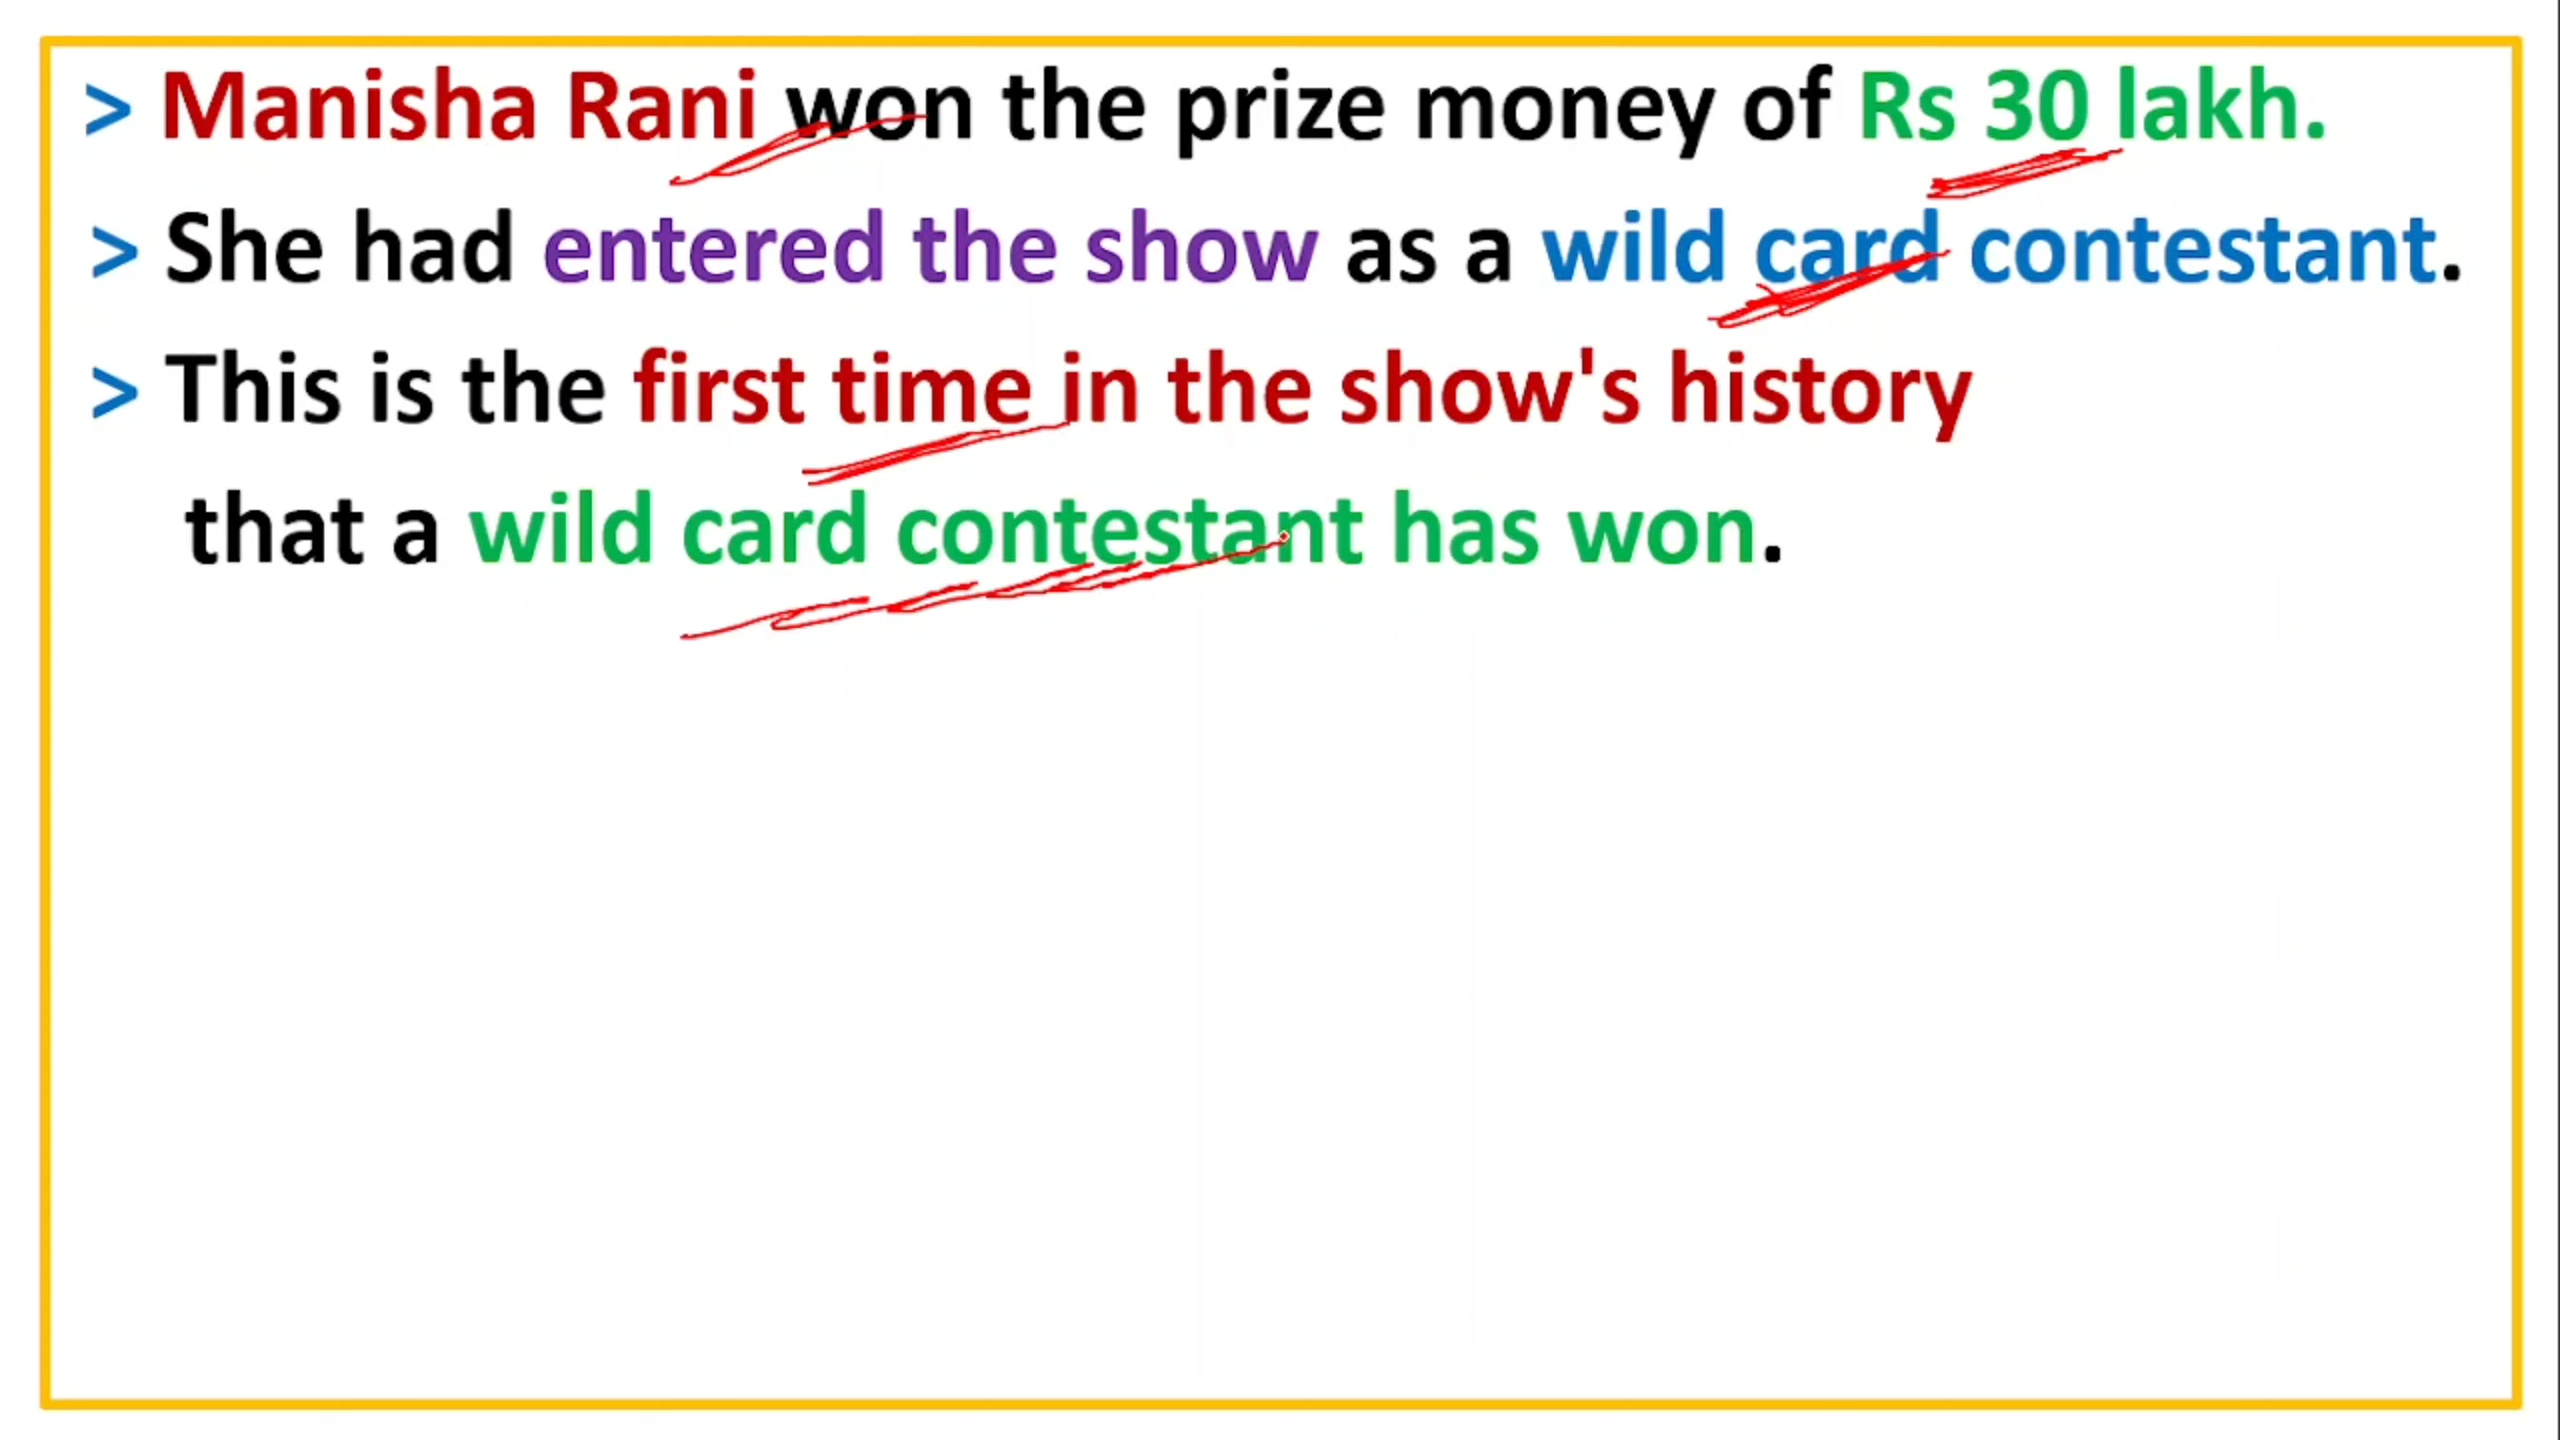 > Manisha Rani won the prize money of Rs 30 lakh.
> She had entered the show as a wild card contestant.
> This is the first time in the show's history
that a wild card contestant has won.